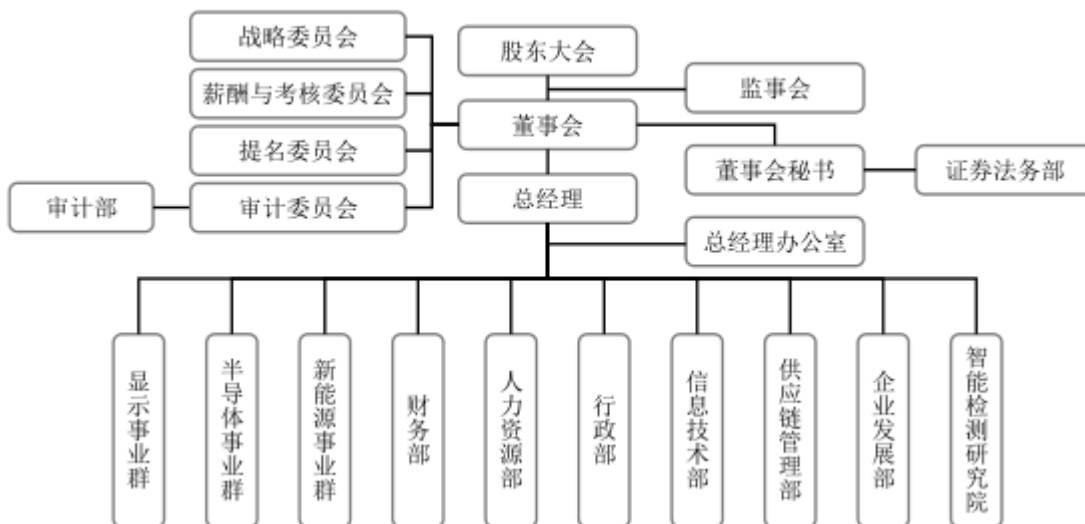 战略委员会
股东大会
薪酬与考核委员会
监事会
董事会
提名委员会
董事会秘书
证券法务部
审计部
审计委员会
总经理
总经理办公室
显示事业群
半导体事业群
新能源事业群
财务部
人力资源部
行政部
信息技术部
供应链管理部
企业发展部
智能检测研究院